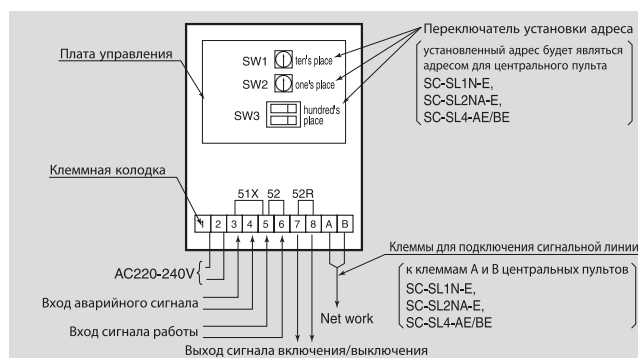 Переключатель установки адреса
Плата управления
SW1 ten's place
SW2 one's place
SW3 hundred's place
установленный адрес будет являться
адресом для центрального пульта
SC-SL1N-E,
SC-SL2NA-E,
SC-SL4-AE/BE
Клеммная колодка
51X 52 52R
1 2 3 4 5 6 7 8 A B
Клеммы для подключения сигнальной линии
AC220-240V
к клеммам А и В центральных пультов
SC-SL1N-E,
SC-SL2NA-E,
SC-SL4-AE/BE
Вход аварийного сигнала
Net work
Вход сигнала работы
Выход сигнала включения/выключения